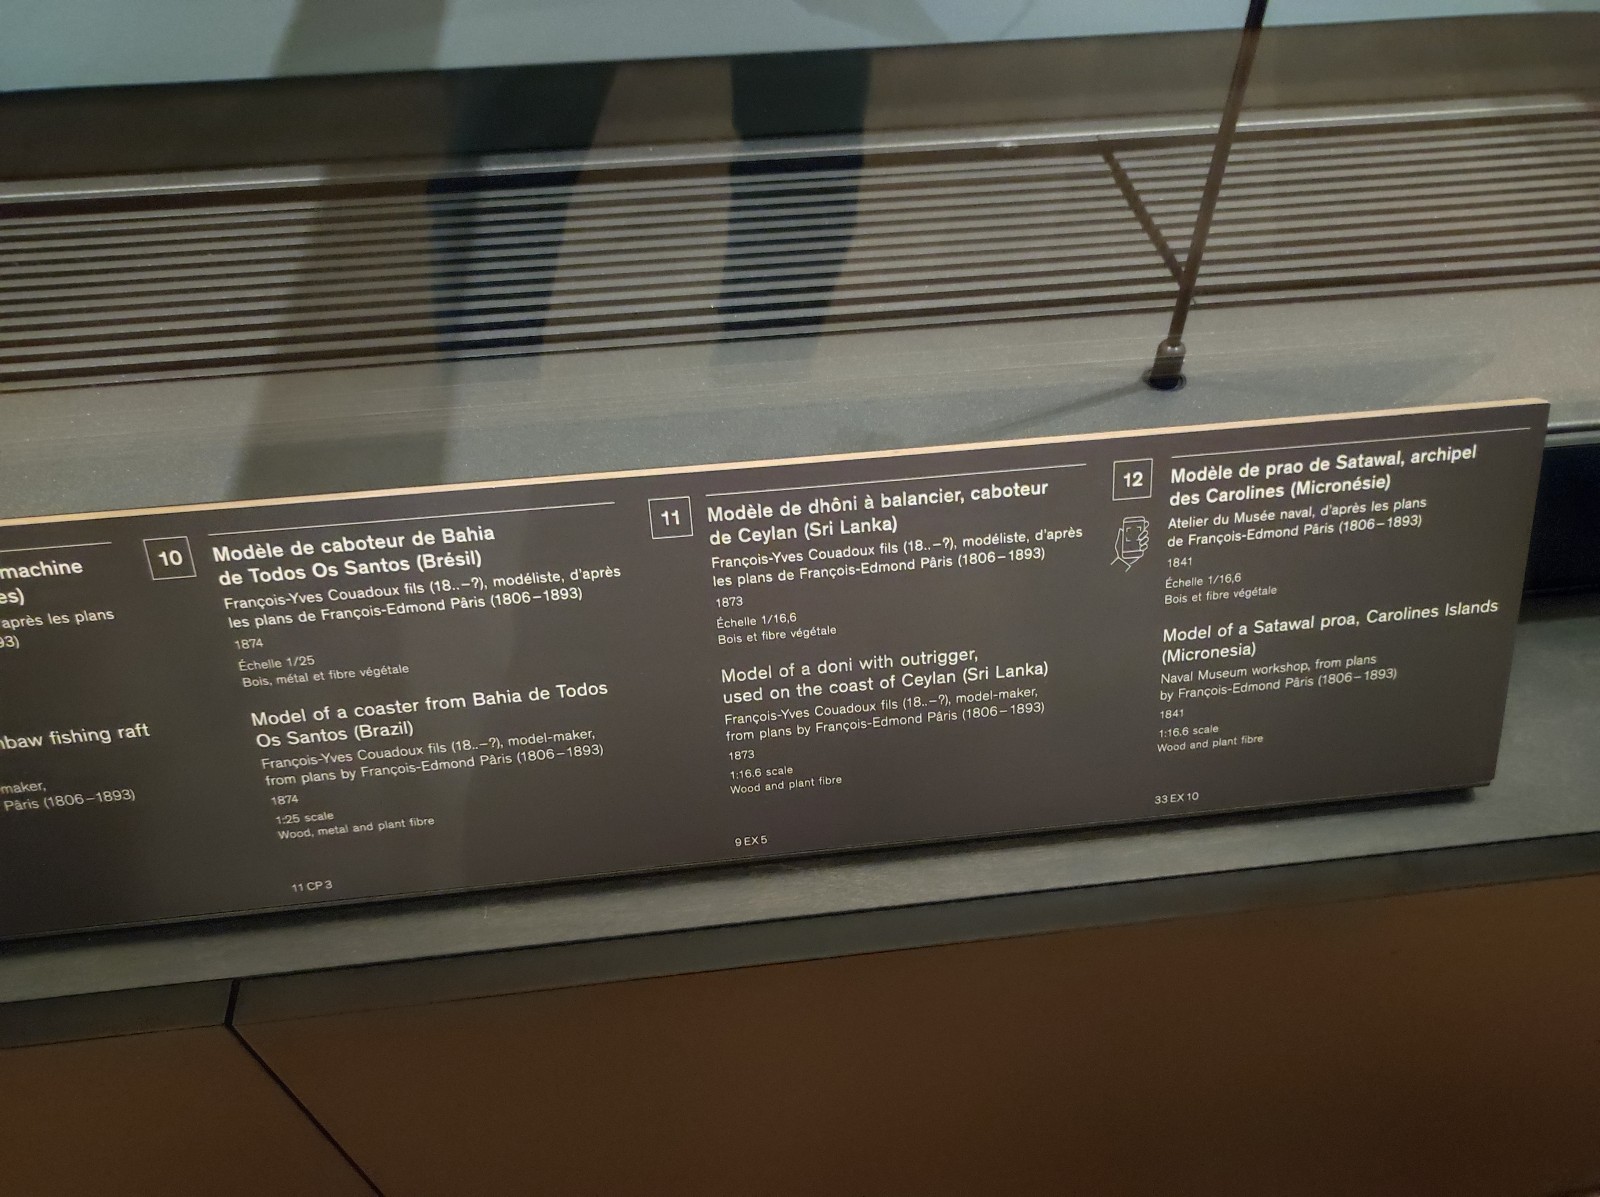 machine
es)
après les plans
93)
nbaw fishing raft
maker,
Pâris (1806–1893)
10
Modèle de caboteur de Bahia
de Todos Os Santos (Brésil)
François-Yves Couadoux fils (18..–?), modéliste, d'après
les plans de François-Edmond Pâris (1806–1893)
1874
Échelle 1/25
Bois, métal et fibre végétale
Model of a coaster from Bahia de Todos
Os Santos (Brazil)
François-Yves Couadoux fils (18..–?), model-maker,
from plans by François-Edmond Pâris (1806–1893)
1874
1:25 scale
Wood, metal and plant fibre
11 CP 3
11
Modèle de dhôni à balancier, caboteur
de Ceylan (Sri Lanka)
François-Yves Couadoux fils (18..–?), modéliste, d'après
les plans de François-Edmond Pâris (1806–1893)
1873
Échelle 1/16,6
Bois et fibre végétale
Model of a doni with outrigger,
used on the coast of Ceylan (Sri Lanka)
François-Yves Couadoux fils (18..–?), model-maker,
from plans by François-Edmond Pâris (1806–1893)
1873
1:16.6 scale
Wood and plant fibre
9 EX 5
12
Modèle de prao de Satawal, archipel
des Carolines (Micronésie)
Atelier du Musée naval, d'après les plans
de François-Edmond Pâris (1806–1893)
1841
Échelle 1/16,6
Bois et fibre végétale
Model of a Satawal proa, Carolines Islands
(Micronesia)
Naval Museum workshop, from plans
by François-Edmond Pâris (1806–1893)
1841
1:16.6 scale
Wood and plant fibre
33 EX 10